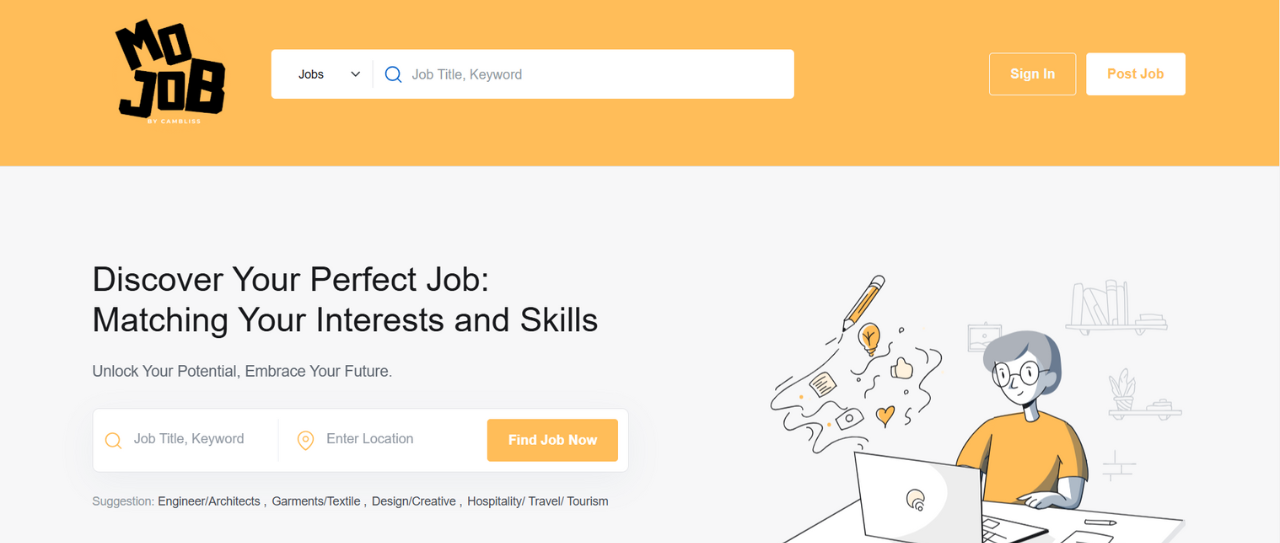 MO
JOB
BY CAMBLISS
Jobs
Job Title, Keyword
Sign In
Post Job
Discover Your Perfect Job:
Matching Your Interests and Skills
Unlock Your Potential, Embrace Your Future.
Job Title, Keyword
Enter Location
Find Job Now
Suggestion: Engineer/Architects , Garments/Textile , Design/Creative , Hospitality/ Travel/ Tourism